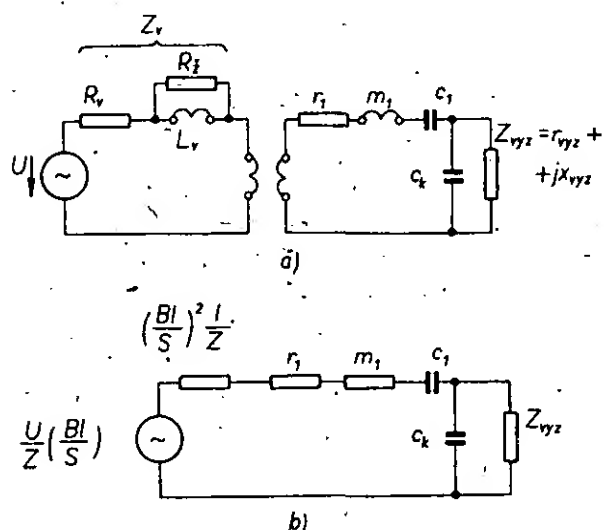 Z_v
R_ž
R_v
L_v
U
~
r_1
m_1
c_1
c_k
Z_vyz = r_vyz +
+ jx_vyz
a)
(Bl/S)^2 1/Z
r_1
m_1
c_1
U/Z (Bl/S)
~
c_k
Z_vyz
b)